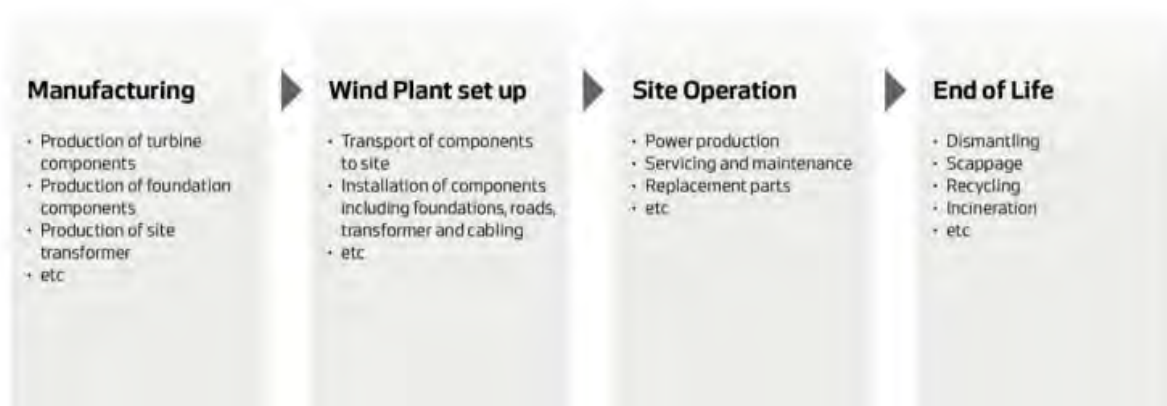 Manufacturing
• Production of turbine
components
• Production of foundation
components
• Production of site
transformer
• etc
Wind Plant set up
• Transport of components
to site
• Installation of components
including foundations, roads,
transformer and cabling
• etc
Site Operation
• Power production
• Servicing and maintenance
• Replacement parts
• etc
End of Life
• Dismantling
• Scappage
• Recycling
• Incineration
• etc